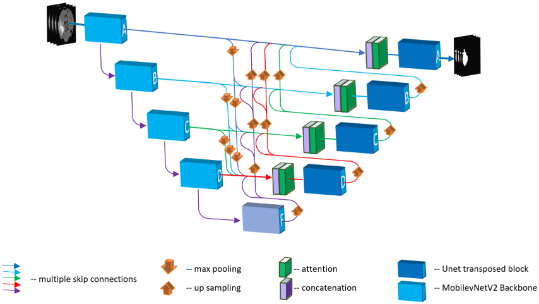 A
A
B
B
C
C
D
D
-- max pooling
-- attention
-- Unet transposed block
-- multiple skip connections
-- up sampling
-- concatenation
-- MobilevNetV2 Backbone